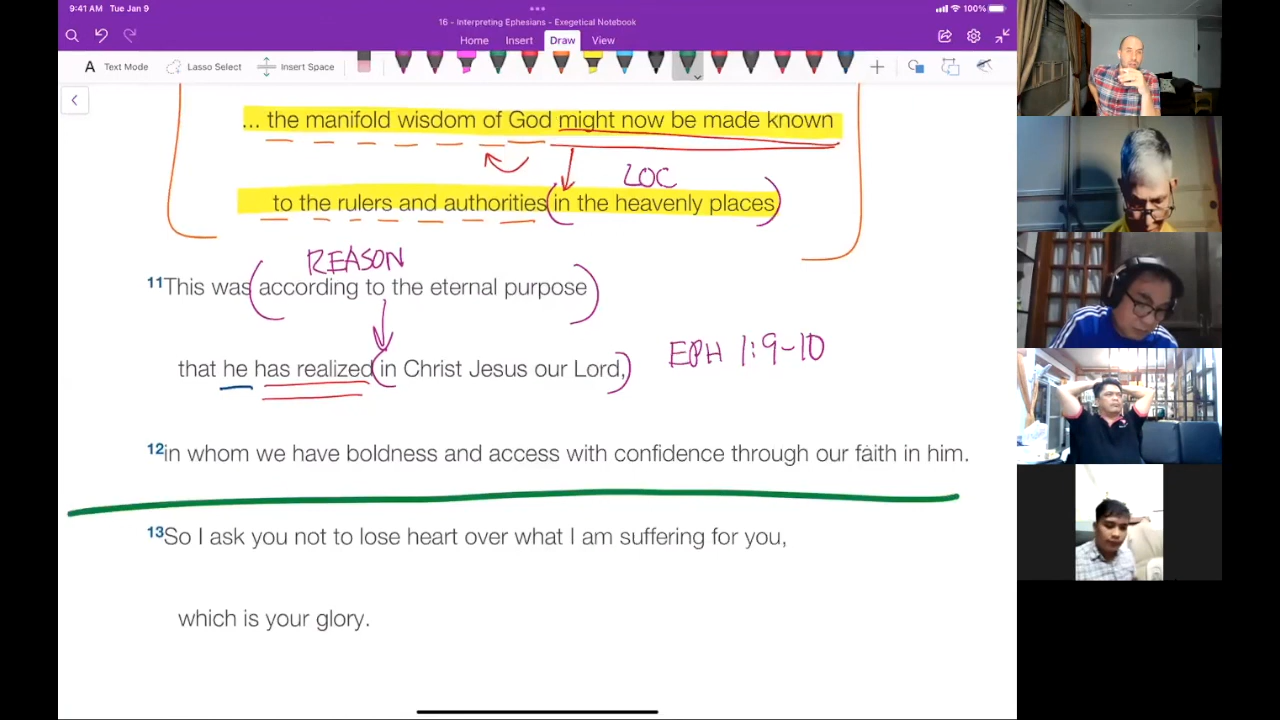 9:41 AM Tue Jan 9
100%
16 - Interpreting Ephesians - Exegetical Notebook
Home Insert Draw View
A Text Mode Lasso Select Insert Space
... the manifold wisdom of God might now be made known
LOC
to the rulers and authorities (in the heavenly places)
REASON
11This was (according to the eternal purpose)
EPH 1:9-10
that he has realized (in Christ Jesus our Lord,)
12in whom we have boldness and access with confidence through our faith in him.
13So I ask you not to lose heart over what I am suffering for you,
which is your glory.